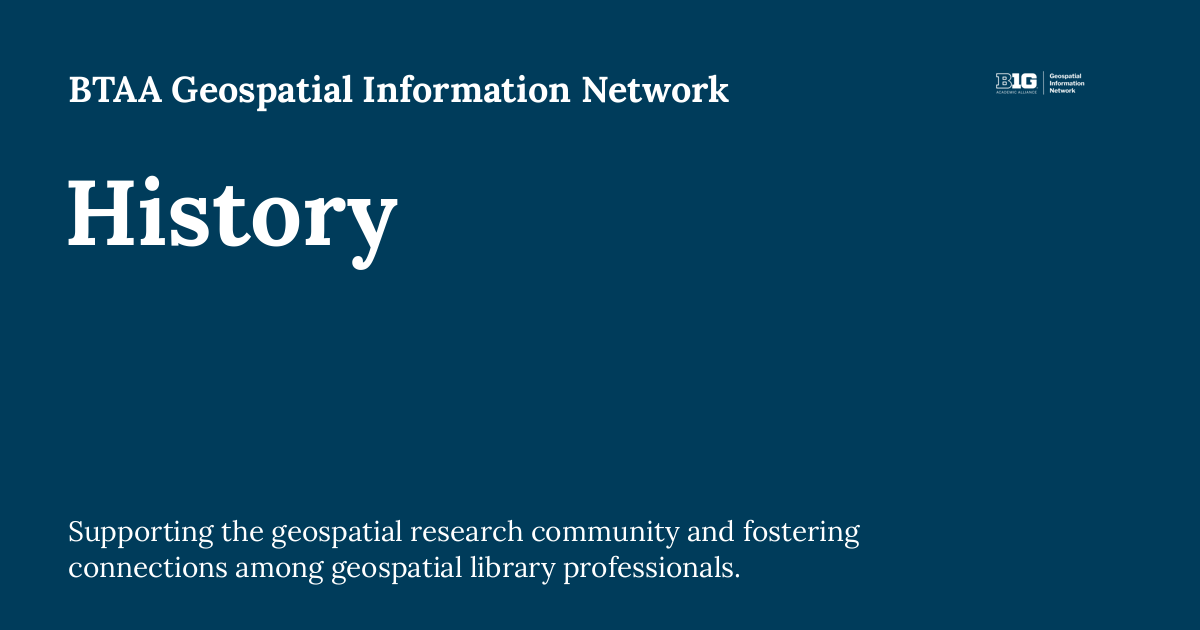 BTAA Geospatial Information Network
B1G
ACADEMIC ALLIANCE
Geospatial
Information
Network
History
Supporting the geospatial research community and fostering
connections among geospatial library professionals.